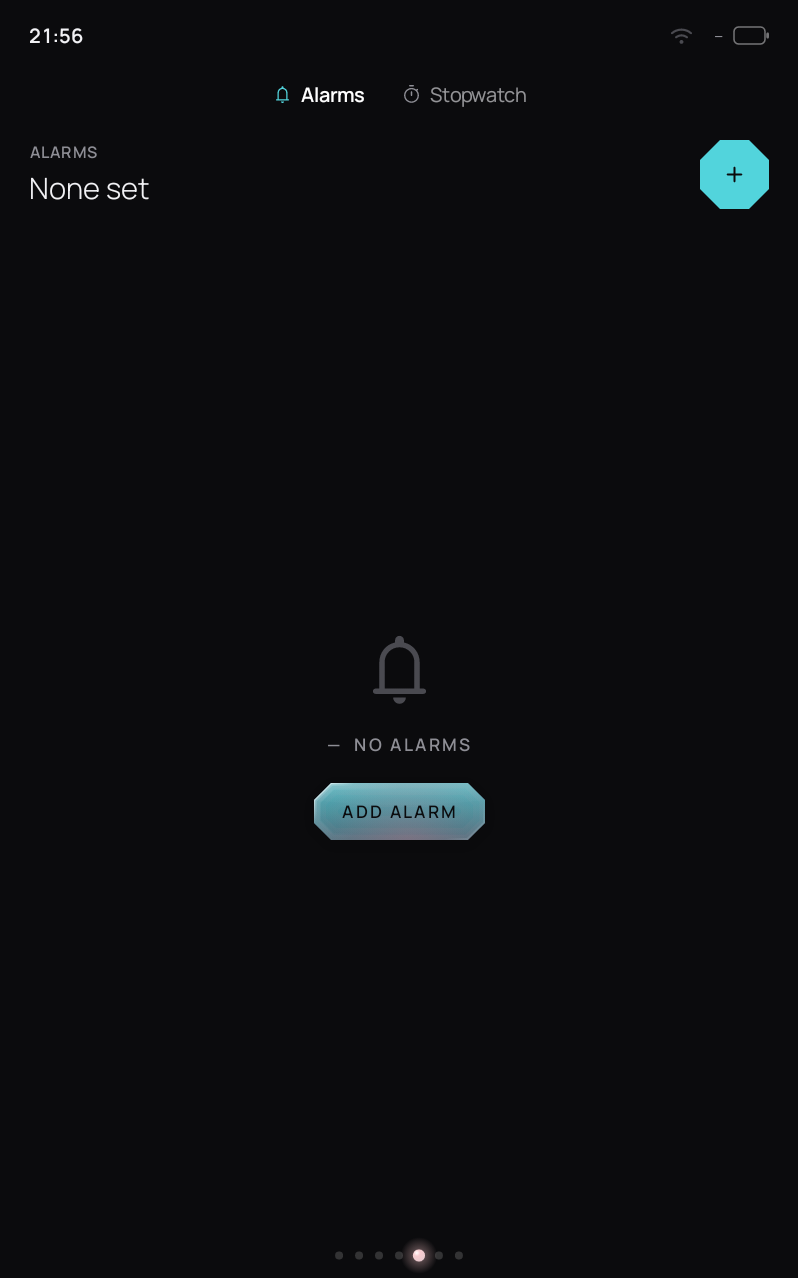 21:56
–
Alarms
Stopwatch
ALARMS
None set
+
– NO ALARMS
ADD ALARM